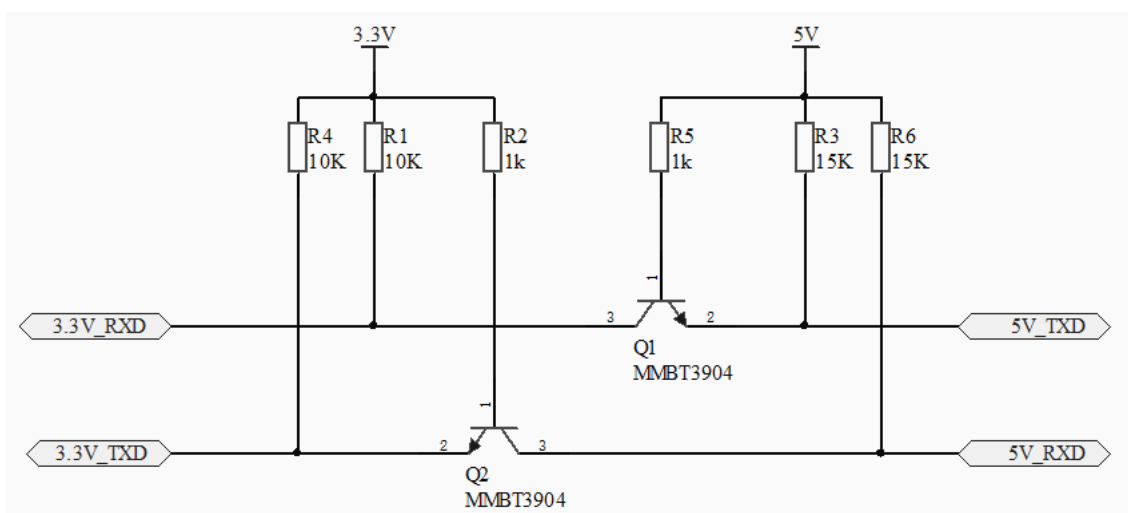 3.3V
5V
R4
10K
R1
10K
R2
1k
R5
1k
R3
15K
R6
15K
1
3.3V_RXD
3
2
5V_TXD
Q1
MMBT3904
1
3.3V_TXD
2
3
5V_RXD
Q2
MMBT3904